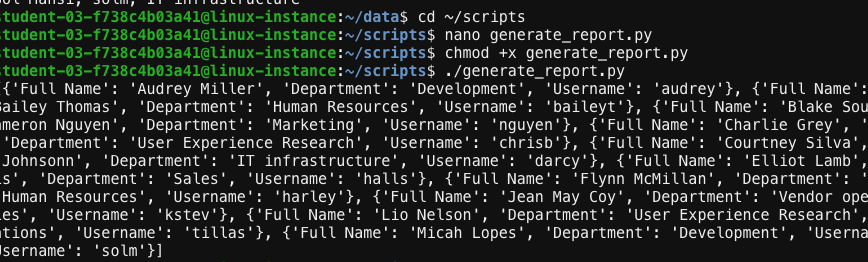 student-03-f738c4b03a41@linux-instance:~/data$ cd ~/scripts
student-03-f738c4b03a41@linux-instance:~/scripts$ nano generate_report.py
student-03-f738c4b03a41@linux-instance:~/scripts$ chmod +x generate_report.py
student-03-f738c4b03a41@linux-instance:~/scripts$ ./generate_report.py
[{'Full Name': 'Audrey Miller', 'Department': 'Development', 'Username': 'audrey'}, {'Full Name':
Bailey Thomas', 'Department': 'Human Resources', 'Username': 'baileyt'}, {'Full Name': 'Blake Sou
ameron Nguyen', 'Department': 'Marketing', 'Username': 'nguyen'}, {'Full Name': 'Charlie Grey', '
'Department': 'User Experience Research', 'Username': 'chrisb'}, {'Full Name': 'Courtney Silva',
Johnsonn', 'Department': 'IT infrastructure', 'Username': 'darcy'}, {'Full Name': 'Elliot Lamb',
ls', 'Department': 'Sales', 'Username': 'halls'}, {'Full Name': 'Flynn McMillan', 'Department': '
Human Resources', 'Username': 'harley'}, {'Full Name': 'Jean May Coy', 'Department': 'Vendor ope
les', 'Username': 'kstev'}, {'Full Name': 'Lio Nelson', 'Department': 'User Experience Research',
ations', 'Username': 'tillas'}, {'Full Name': 'Micah Lopes', 'Department': 'Development', 'Userna
Username': 'solm'}]